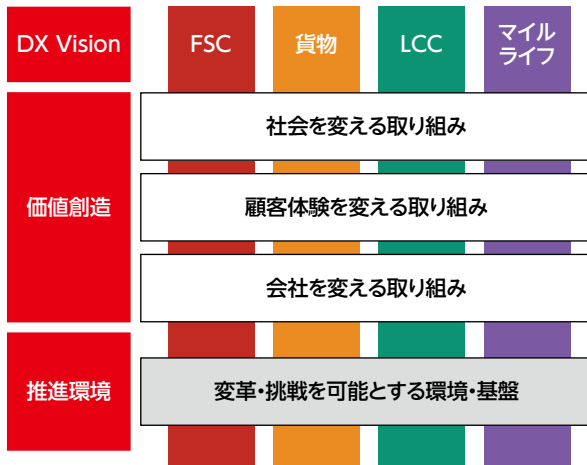 DX Vision
FSC
貨物
LCC
マイル
ライフ
価値創造
社会を変える取り組み
顧客体験を変える取り組み
会社を変える取り組み
推進環境
変革・挑戦を可能とする環境・基盤